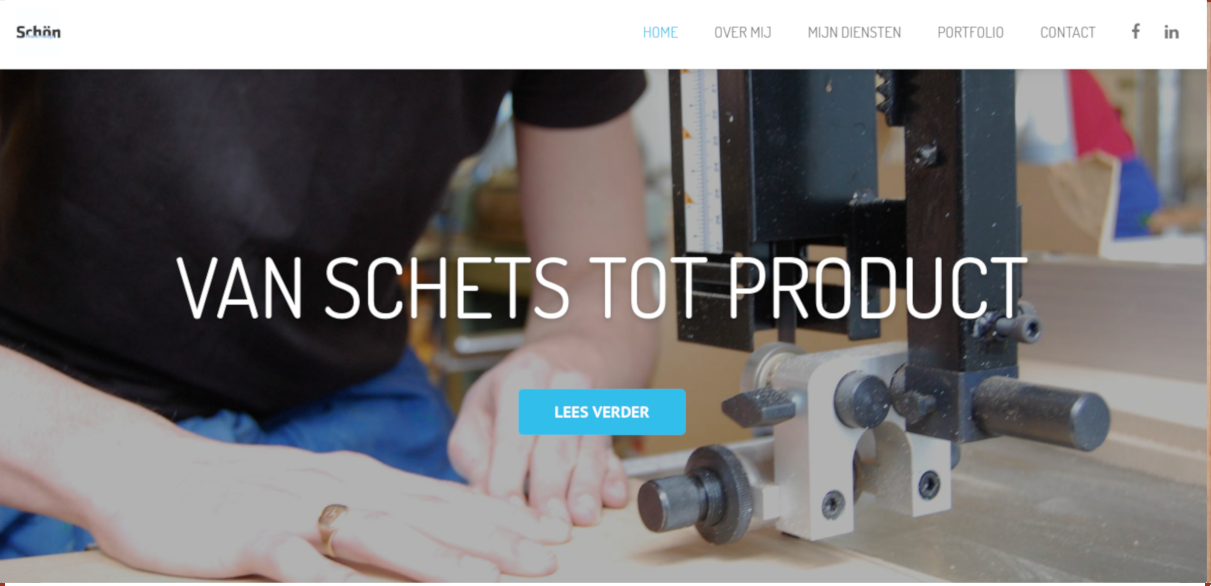 Schön
HOME OVER MIJ MIJN DIENSTEN PORTFOLIO CONTACT f in
VAN SCHETS TOT PRODUCT
LEES VERDER